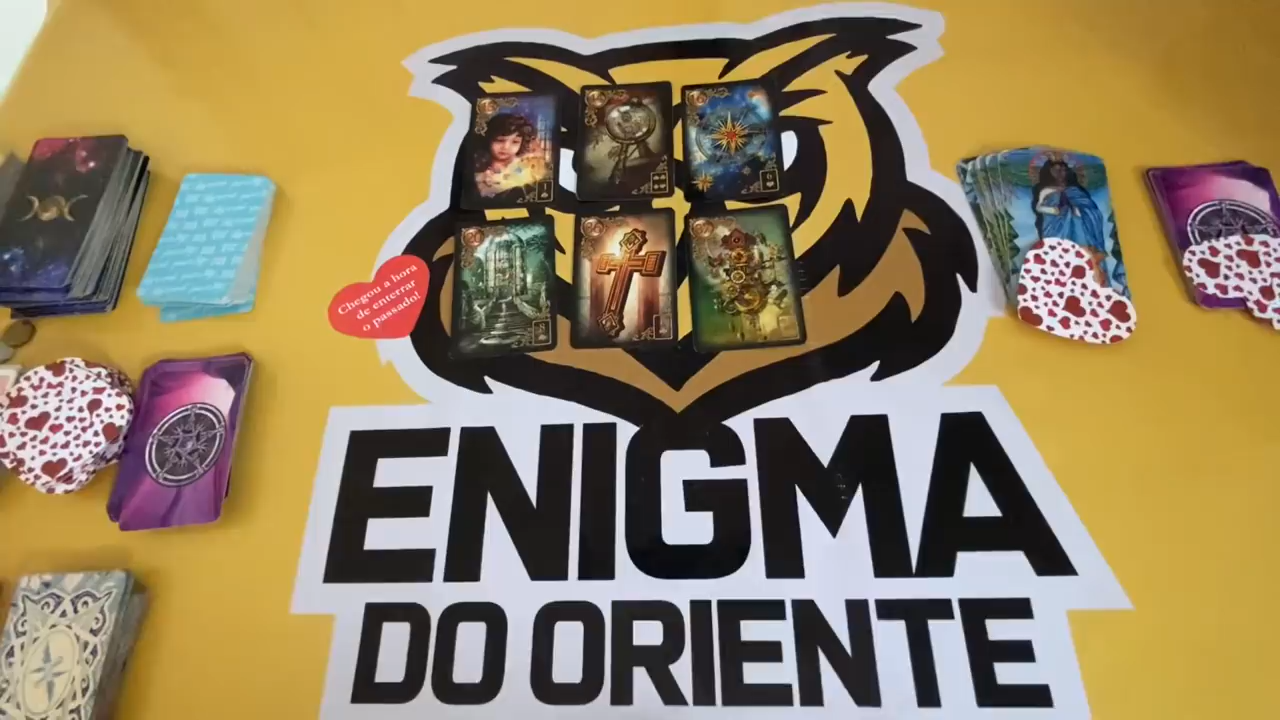 Chegou a hora
de enterrar
o passado!
ENIGMA
DO ORIENTE